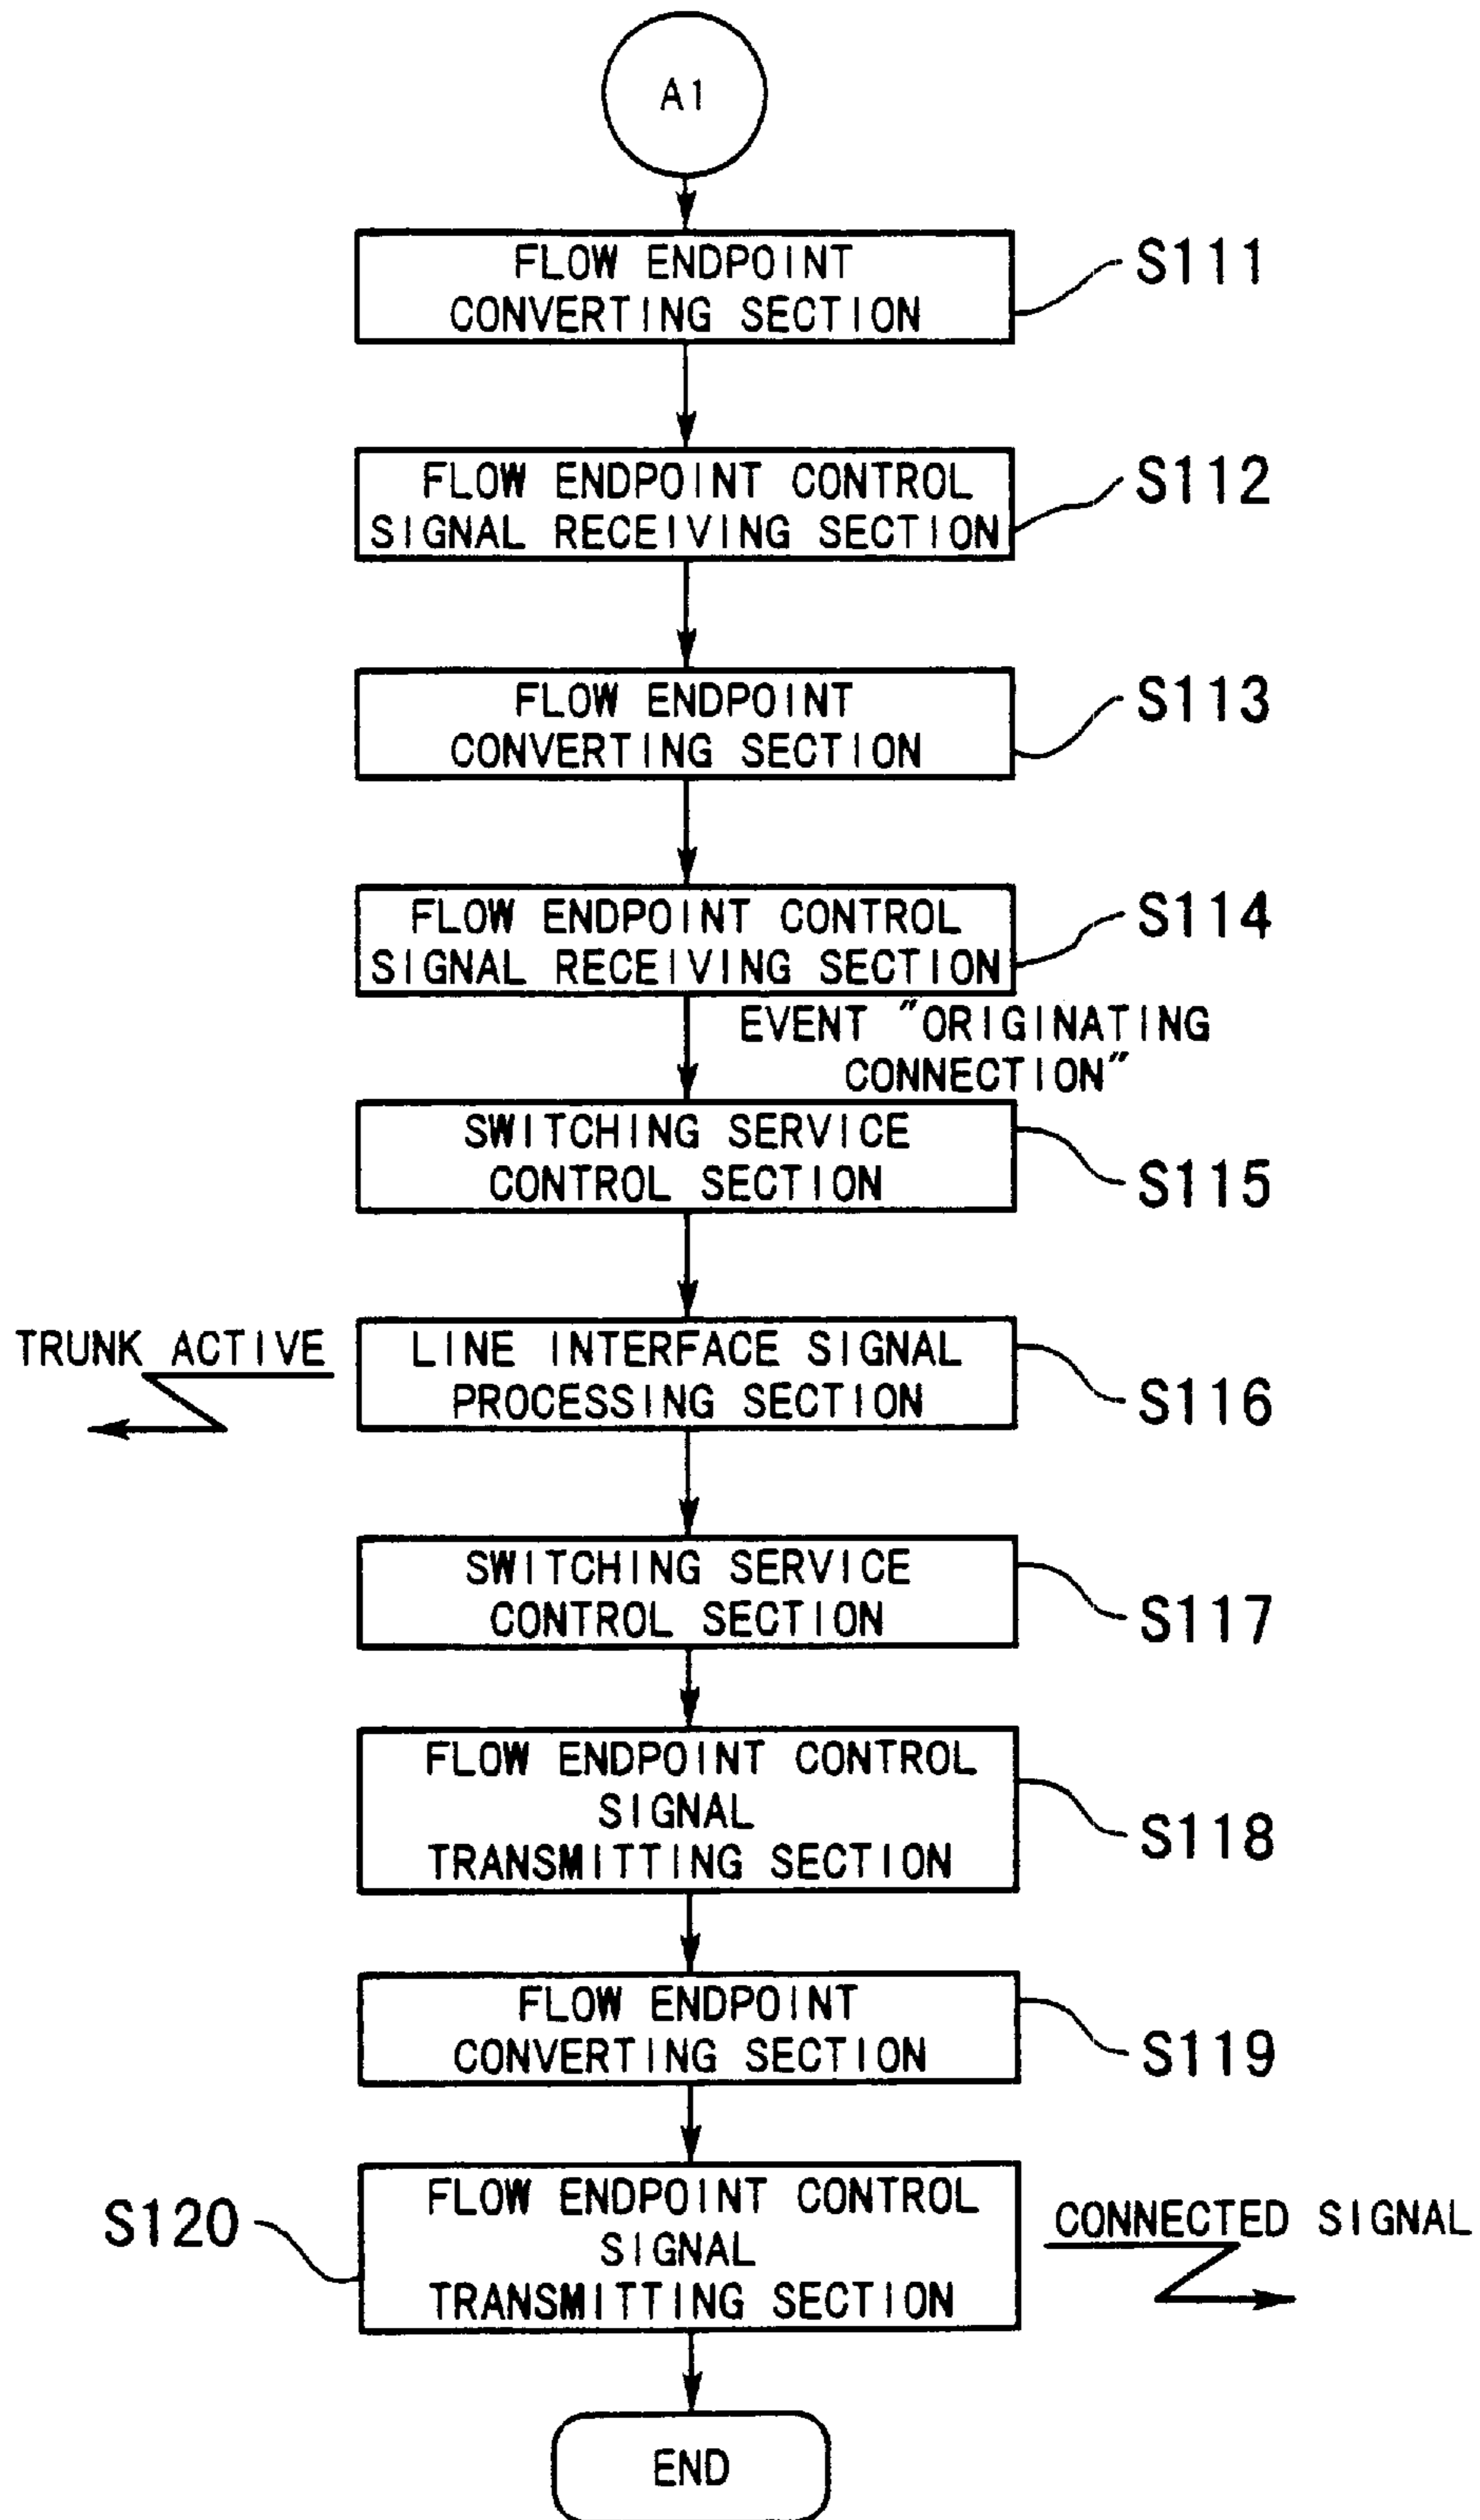 A1
FLOW ENDPOINT
CONVERTING SECTION
S111
FLOW ENDPOINT CONTROL
SIGNAL RECEIVING SECTION
S112
FLOW ENDPOINT
CONVERTING SECTION
S113
FLOW ENDPOINT CONTROL
SIGNAL RECEIVING SECTION
S114
EVENT "ORIGINATING
CONNECTION"
SWITCHING SERVICE
CONTROL SECTION
S115
TRUNK ACTIVE
LINE INTERFACE SIGNAL
PROCESSING SECTION
S116
SWITCHING SERVICE
CONTROL SECTION
S117
FLOW ENDPOINT CONTROL
SIGNAL
TRANSMITTING SECTION
S118
FLOW ENDPOINT
CONVERTING SECTION
S119
S120
FLOW ENDPOINT CONTROL
SIGNAL
TRANSMITTING SECTION
CONNECTED SIGNAL
END